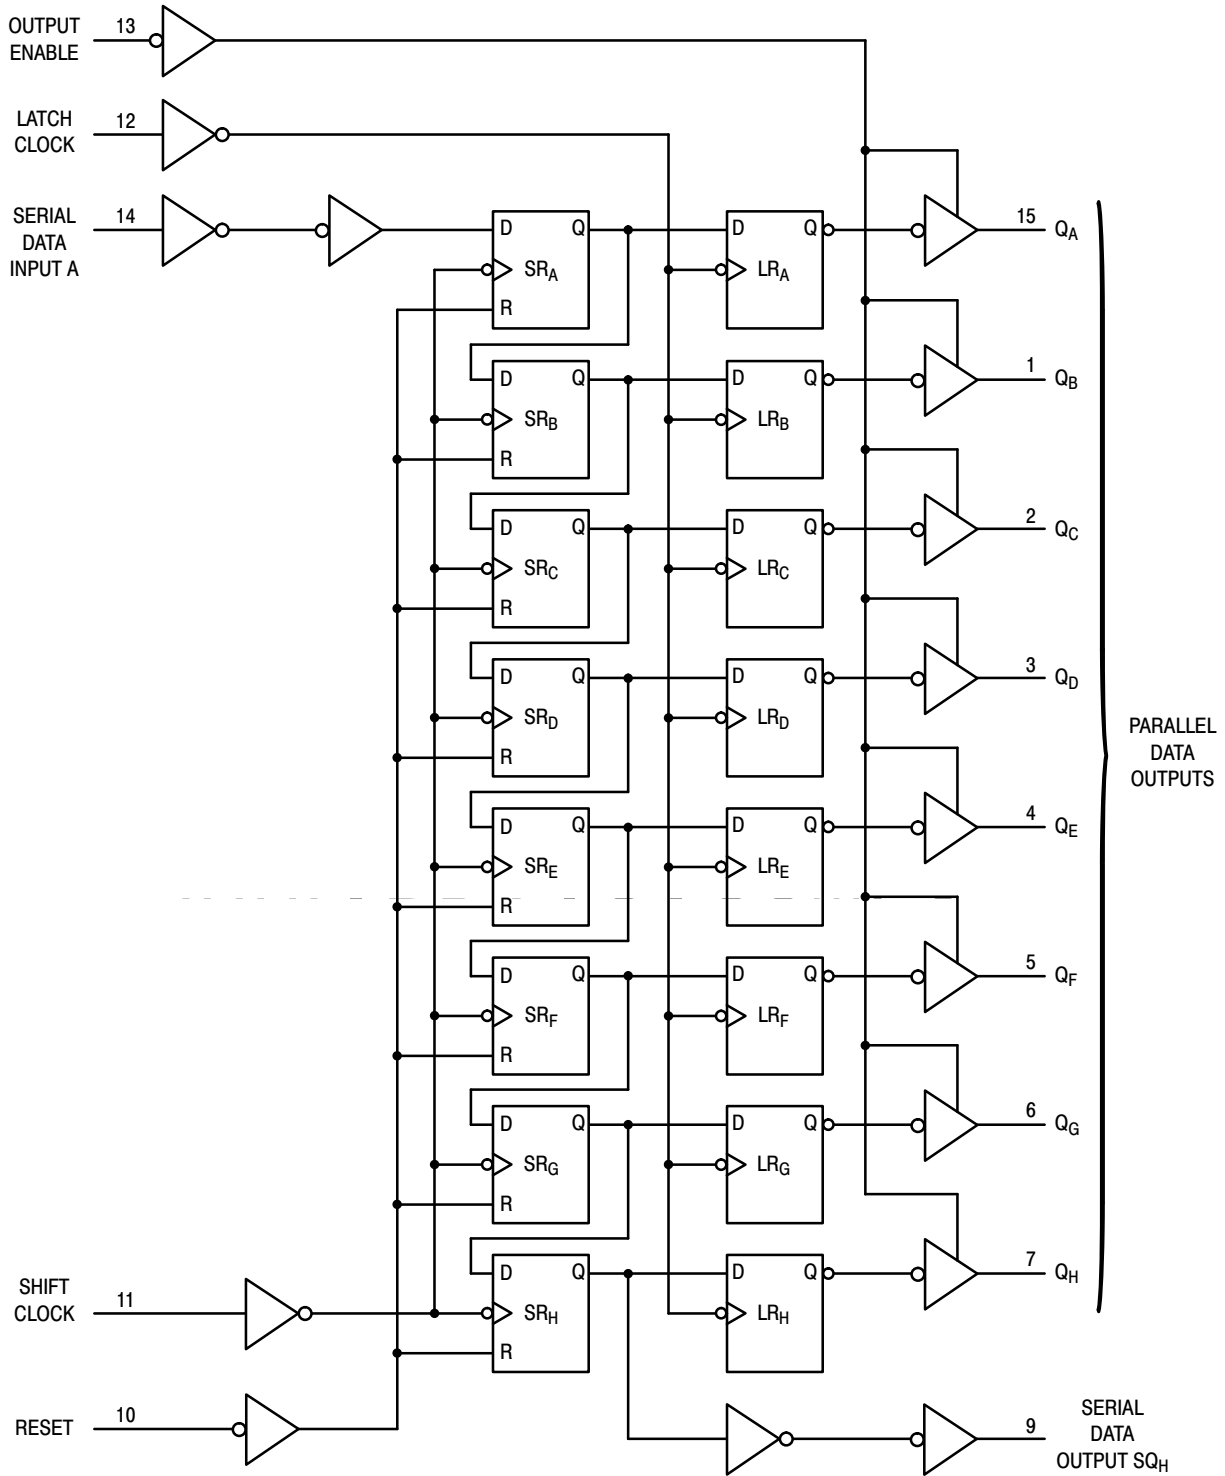 OUTPUT
ENABLE
13
LATCH
CLOCK
12
SERIAL
DATA
INPUT A
14
D Q
SRA
R
D Q
LRA
15
QA
D Q
SRB
R
D Q
LRB
1
QB
D Q
SRC
R
D Q
LRC
2
QC
D Q
SRD
R
D Q
LRD
3
QD
PARALLEL
DATA
OUTPUTS
D Q
SRE
R
D Q
LRE
4
QE
D Q
SRF
R
D Q
LRF
5
QF
D Q
SRG
R
D Q
LRG
6
QG
SHIFT
CLOCK
11
D Q
SRH
R
D Q
LRH
7
QH
RESET
10
9
SERIAL
DATA
OUTPUT SQH